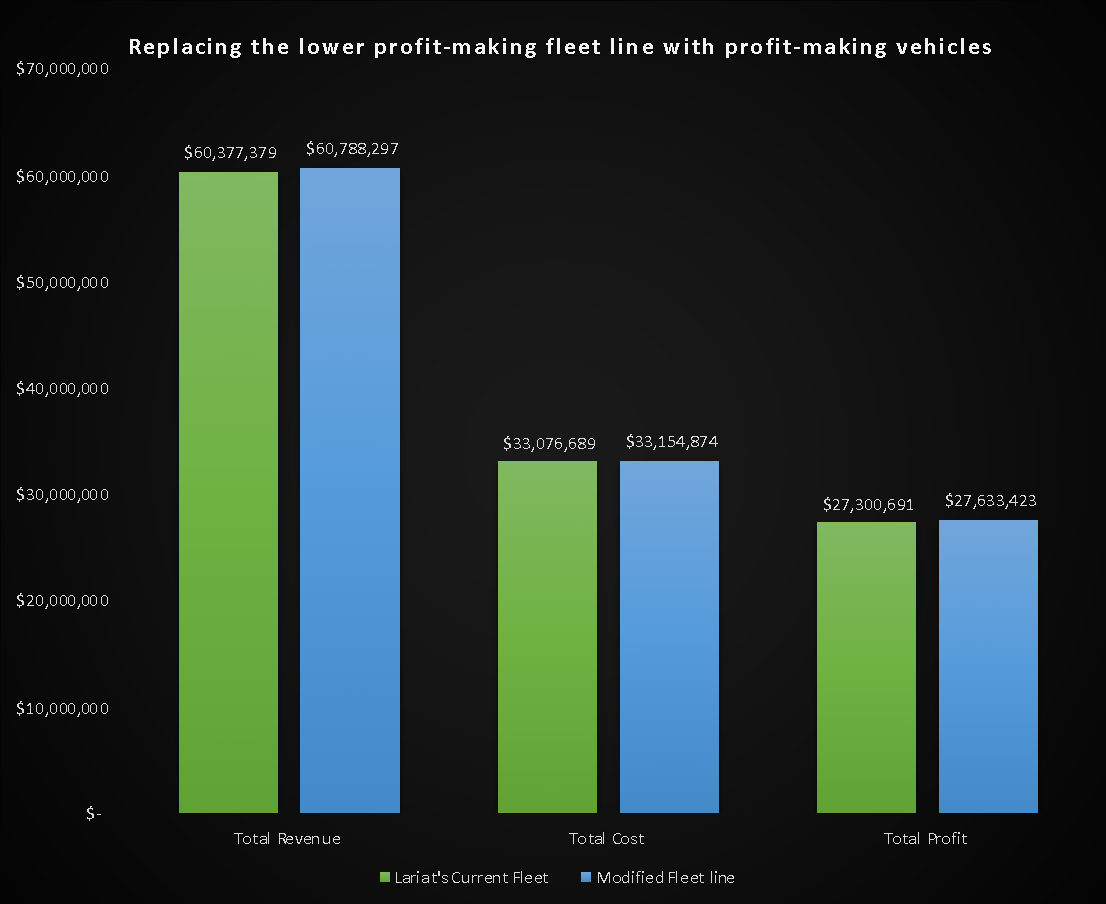 Replacing the lower profit-making fleet line with profit-making vehicles
$70,000,000
$60,000,000
$50,000,000
$40,000,000
$30,000,000
$20,000,000
$10,000,000
$-
$60,377,379
$60,788,297
$33,076,689
$33,154,874
$27,300,691
$27,633,423
Total Revenue
Total Cost
Total Profit
Lariat's Current Fleet
Modified Fleet line